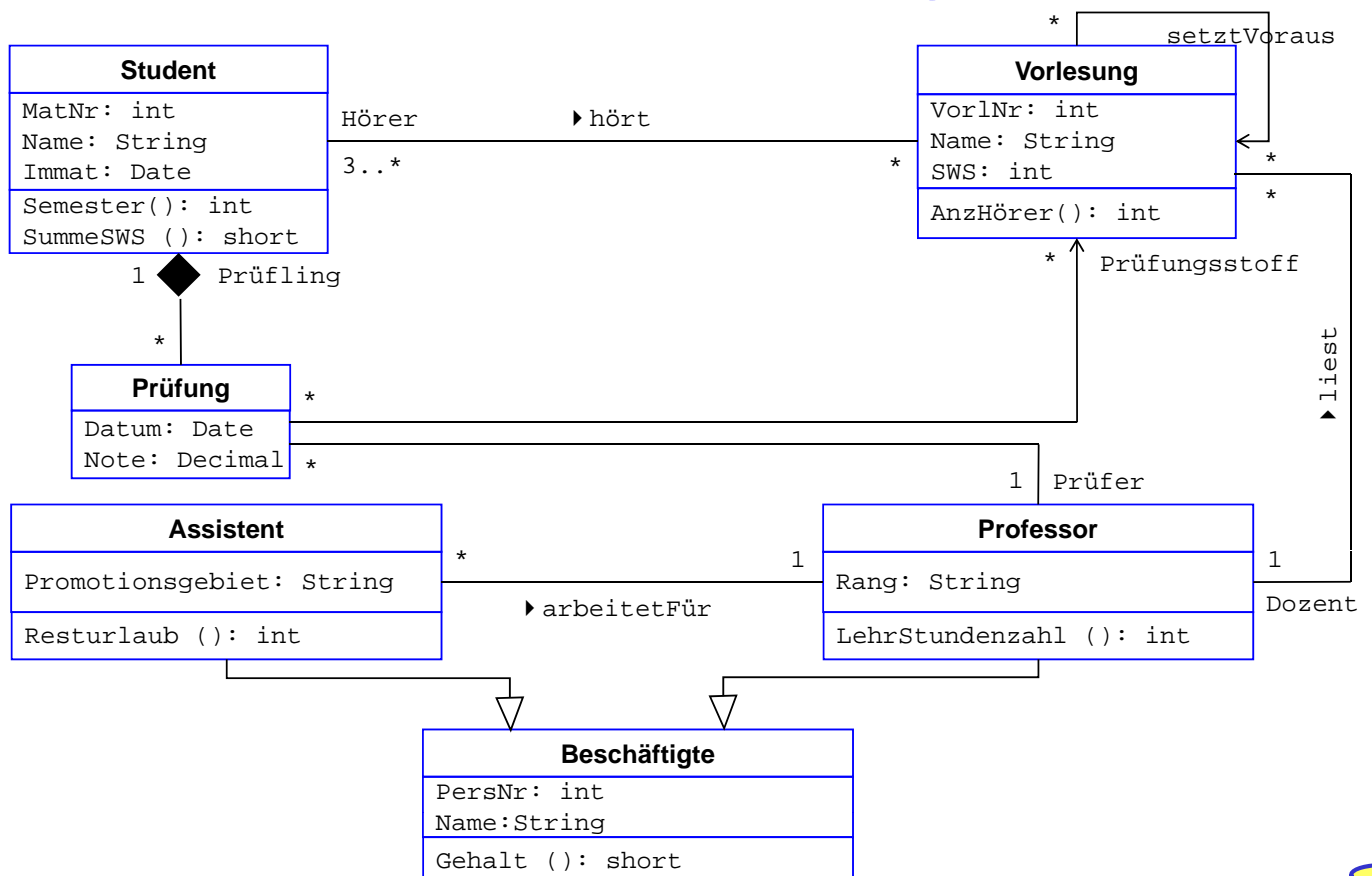 *
setztVoraus
Student
MatNr: int
Name: String
Immat: Date
Semester(): int
SummeSWS (): short
Hörer
▶hört
3..*
*
Vorlesung
VorlNr: int
Name: String
SWS: int
AnzHörer(): int
*
*
1
Prüfling
*
* Prüfungsstoff
▶liest
Prüfung
Datum: Date
Note: Decimal
*
*
1 Prüfer
Assistent
Promotionsgebiet: String
Resturlaub (): int
*
1
▶arbeitetFür
Professor
Rang: String
LehrStundenzahl (): int
1
Dozent
Beschäftigte
PersNr: int
Name:String
Gehalt (): short